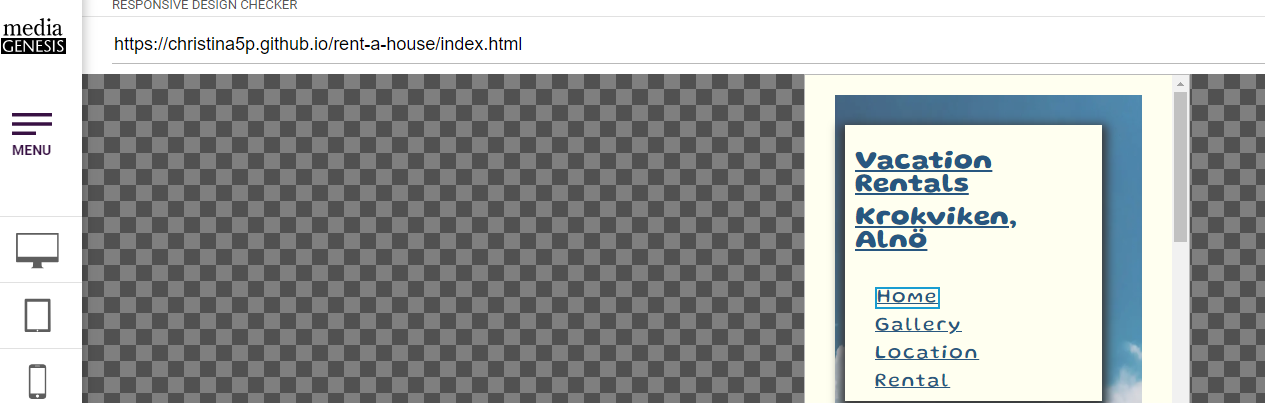 RESPONSIVE DESIGN CHECKER
media
GENESIS
https://christina5p.github.io/rent-a-house/index.html
MENU
Vacation
Rentals
Krokviken,
Alnö
Home
Gallery
Location
Rental